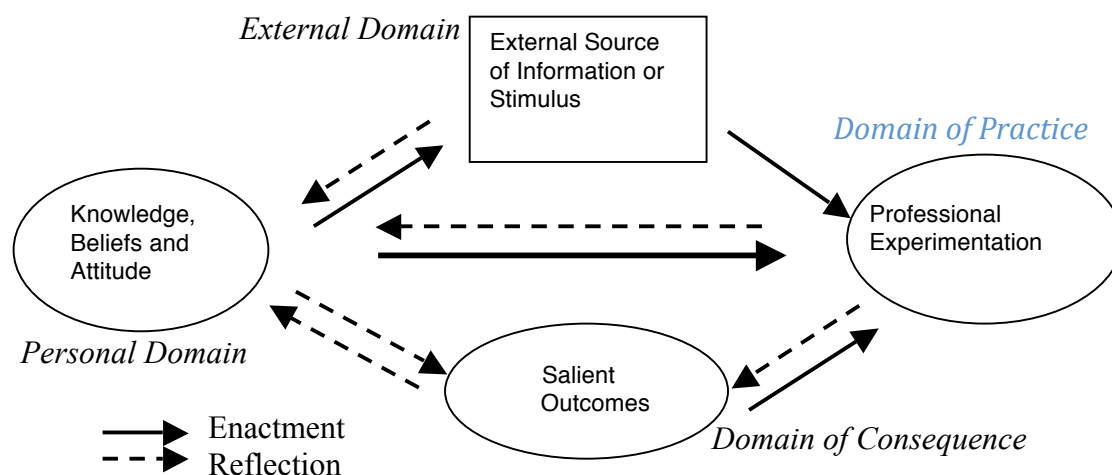 External Domain
External Source
of Information or
Stimulus
Domain of Practice
Knowledge,
Beliefs and
Attitude
Professional
Experimentation
Personal Domain
Salient
Outcomes
Domain of Consequence
Enactment
Reflection